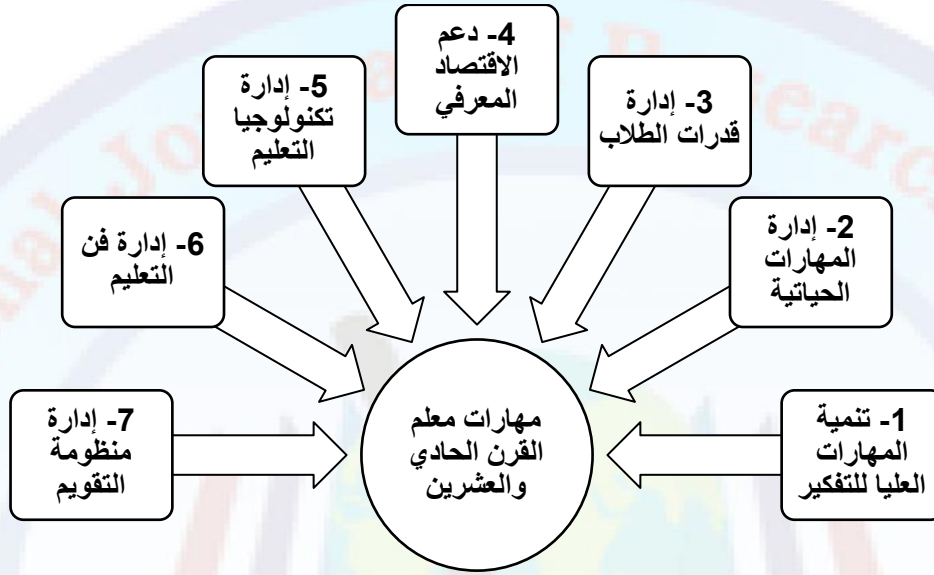 1- تنمية
المهارات
العليا للتفكير
2- إدارة
المهارات
الحياتية
3- إدارة
قدرات الطلاب
4- دعم
الاقتصاد
المعرفي
5- إدارة
تكنولوجيا
التعليم
6- إدارة فن
التعليم
7- إدارة
منظومة
التقويم
مهارات معلم
القرن الحادي
والعشرين